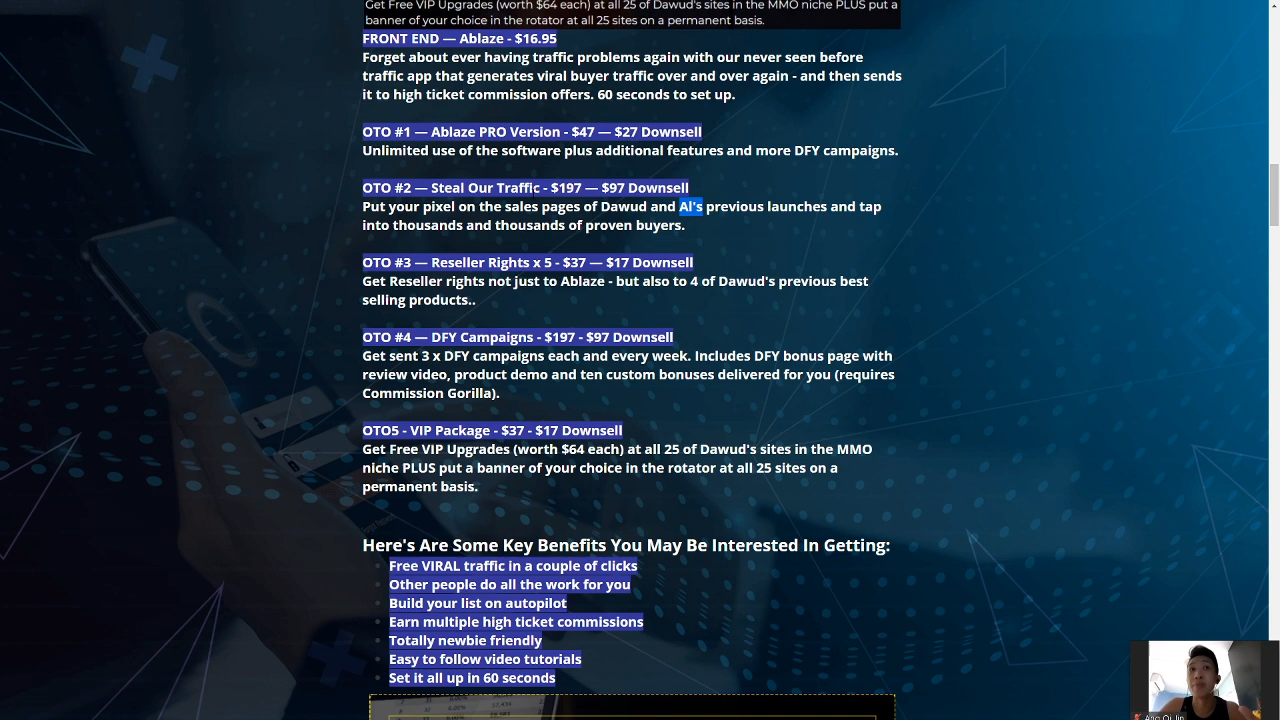 Get Free VIP Upgrades (worth $64 each) at all 25 of Dawud's sites in the MMO niche PLUS put a
banner of your choice in the rotator at all 25 sites on a permanent basis.
FRONT END — Ablaze - $16.95
Forget about ever having traffic problems again with our never seen before
traffic app that generates viral buyer traffic over and over again - and then sends
it to high ticket commission offers. 60 seconds to set up.
OTO #1 — Ablaze PRO Version - $47 — $27 Downsell
Unlimited use of the software plus additional features and more DFY campaigns.
OTO #2 — Steal Our Traffic - $197 — $97 Downsell
Put your pixel on the sales pages of Dawud and Al's previous launches and tap
into thousands and thousands of proven buyers.
OTO #3 — Reseller Rights x 5 - $37 — $17 Downsell
Get Reseller rights not just to Ablaze - but also to 4 of Dawud's previous best
selling products..
OTO #4 — DFY Campaigns - $197 - $97 Downsell
Get sent 3 x DFY campaigns each and every week. Includes DFY bonus page with
review video, product demo and ten custom bonuses delivered for you (requires
Commission Gorilla).
OTO5 - VIP Package - $37 - $17 Downsell
Get Free VIP Upgrades (worth $64 each) at all 25 of Dawud's sites in the MMO
niche PLUS put a banner of your choice in the rotator at all 25 sites on a
permanent basis.
Here's Are Some Key Benefits You May Be Interested In Getting:
Free VIRAL traffic in a couple of clicks
Other people do all the work for you
Build your list on autopilot
Earn multiple high ticket commissions
Totally newbie friendly
Easy to follow video tutorials
Set it all up in 60 seconds